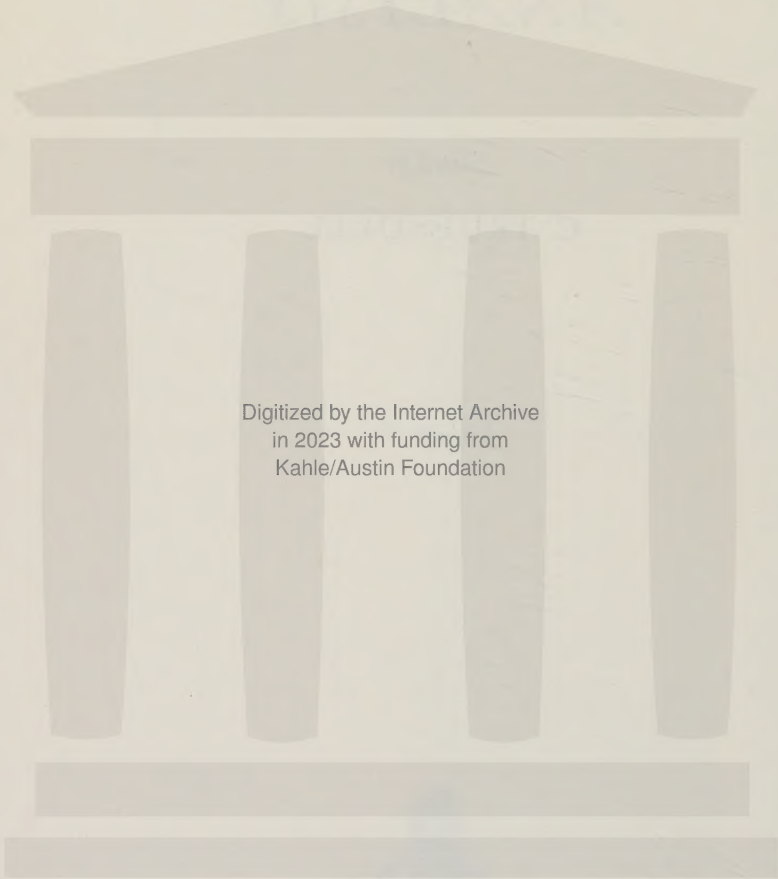 Digitized by the Internet Archive
in 2023 with funding from
Kahle/Austin Foundation